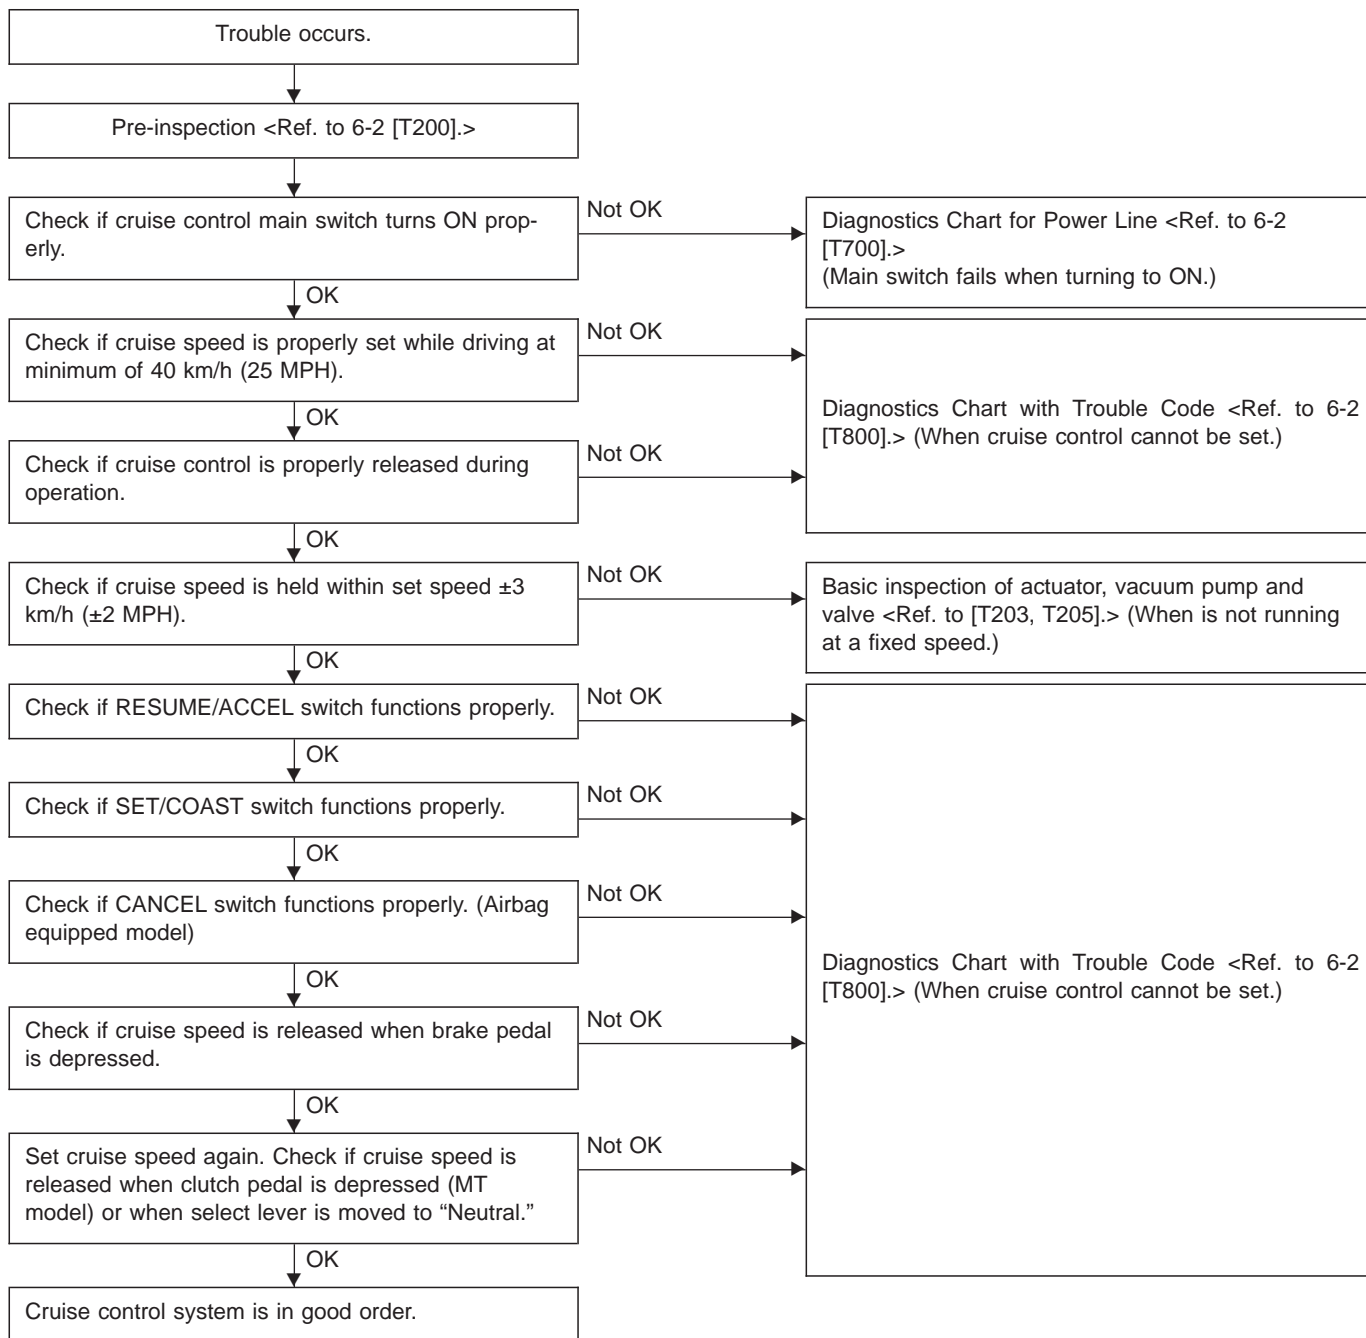 Trouble occurs.
Pre-inspection <Ref. to 6-2 [T200].>
Check if cruise control main switch turns ON prop-
erly.
Not OK
Diagnostics Chart for Power Line <Ref. to 6-2
[T700].>
(Main switch fails when turning to ON.)
OK
Check if cruise speed is properly set while driving at
minimum of 40 km/h (25 MPH).
Not OK
Diagnostics Chart with Trouble Code <Ref. to 6-2
[T800].> (When cruise control cannot be set.)
OK
Check if cruise control is properly released during
operation.
Not OK
OK
Check if cruise speed is held within set speed ±3
km/h (±2 MPH).
Not OK
Basic inspection of actuator, vacuum pump and
valve <Ref. to [T203, T205].> (When is not running
at a fixed speed.)
OK
Check if RESUME/ACCEL switch functions properly.
Not OK
OK
Check if SET/COAST switch functions properly.
Not OK
OK
Check if CANCEL switch functions properly. (Airbag
equipped model)
Not OK
Diagnostics Chart with Trouble Code <Ref. to 6-2
[T800].> (When cruise control cannot be set.)
OK
Check if cruise speed is released when brake pedal
is depressed.
Not OK
OK
Set cruise speed again. Check if cruise speed is
released when clutch pedal is depressed (MT
model) or when select lever is moved to “Neutral.”
Not OK
OK
Cruise control system is in good order.